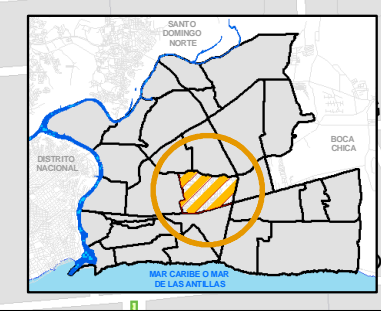 SANTO
DOMINGO
NORTE
BOCA
CHICA
DISTRITO
NACIONAL
MAR CARIBE O MAR
DE LAS ANTILLAS